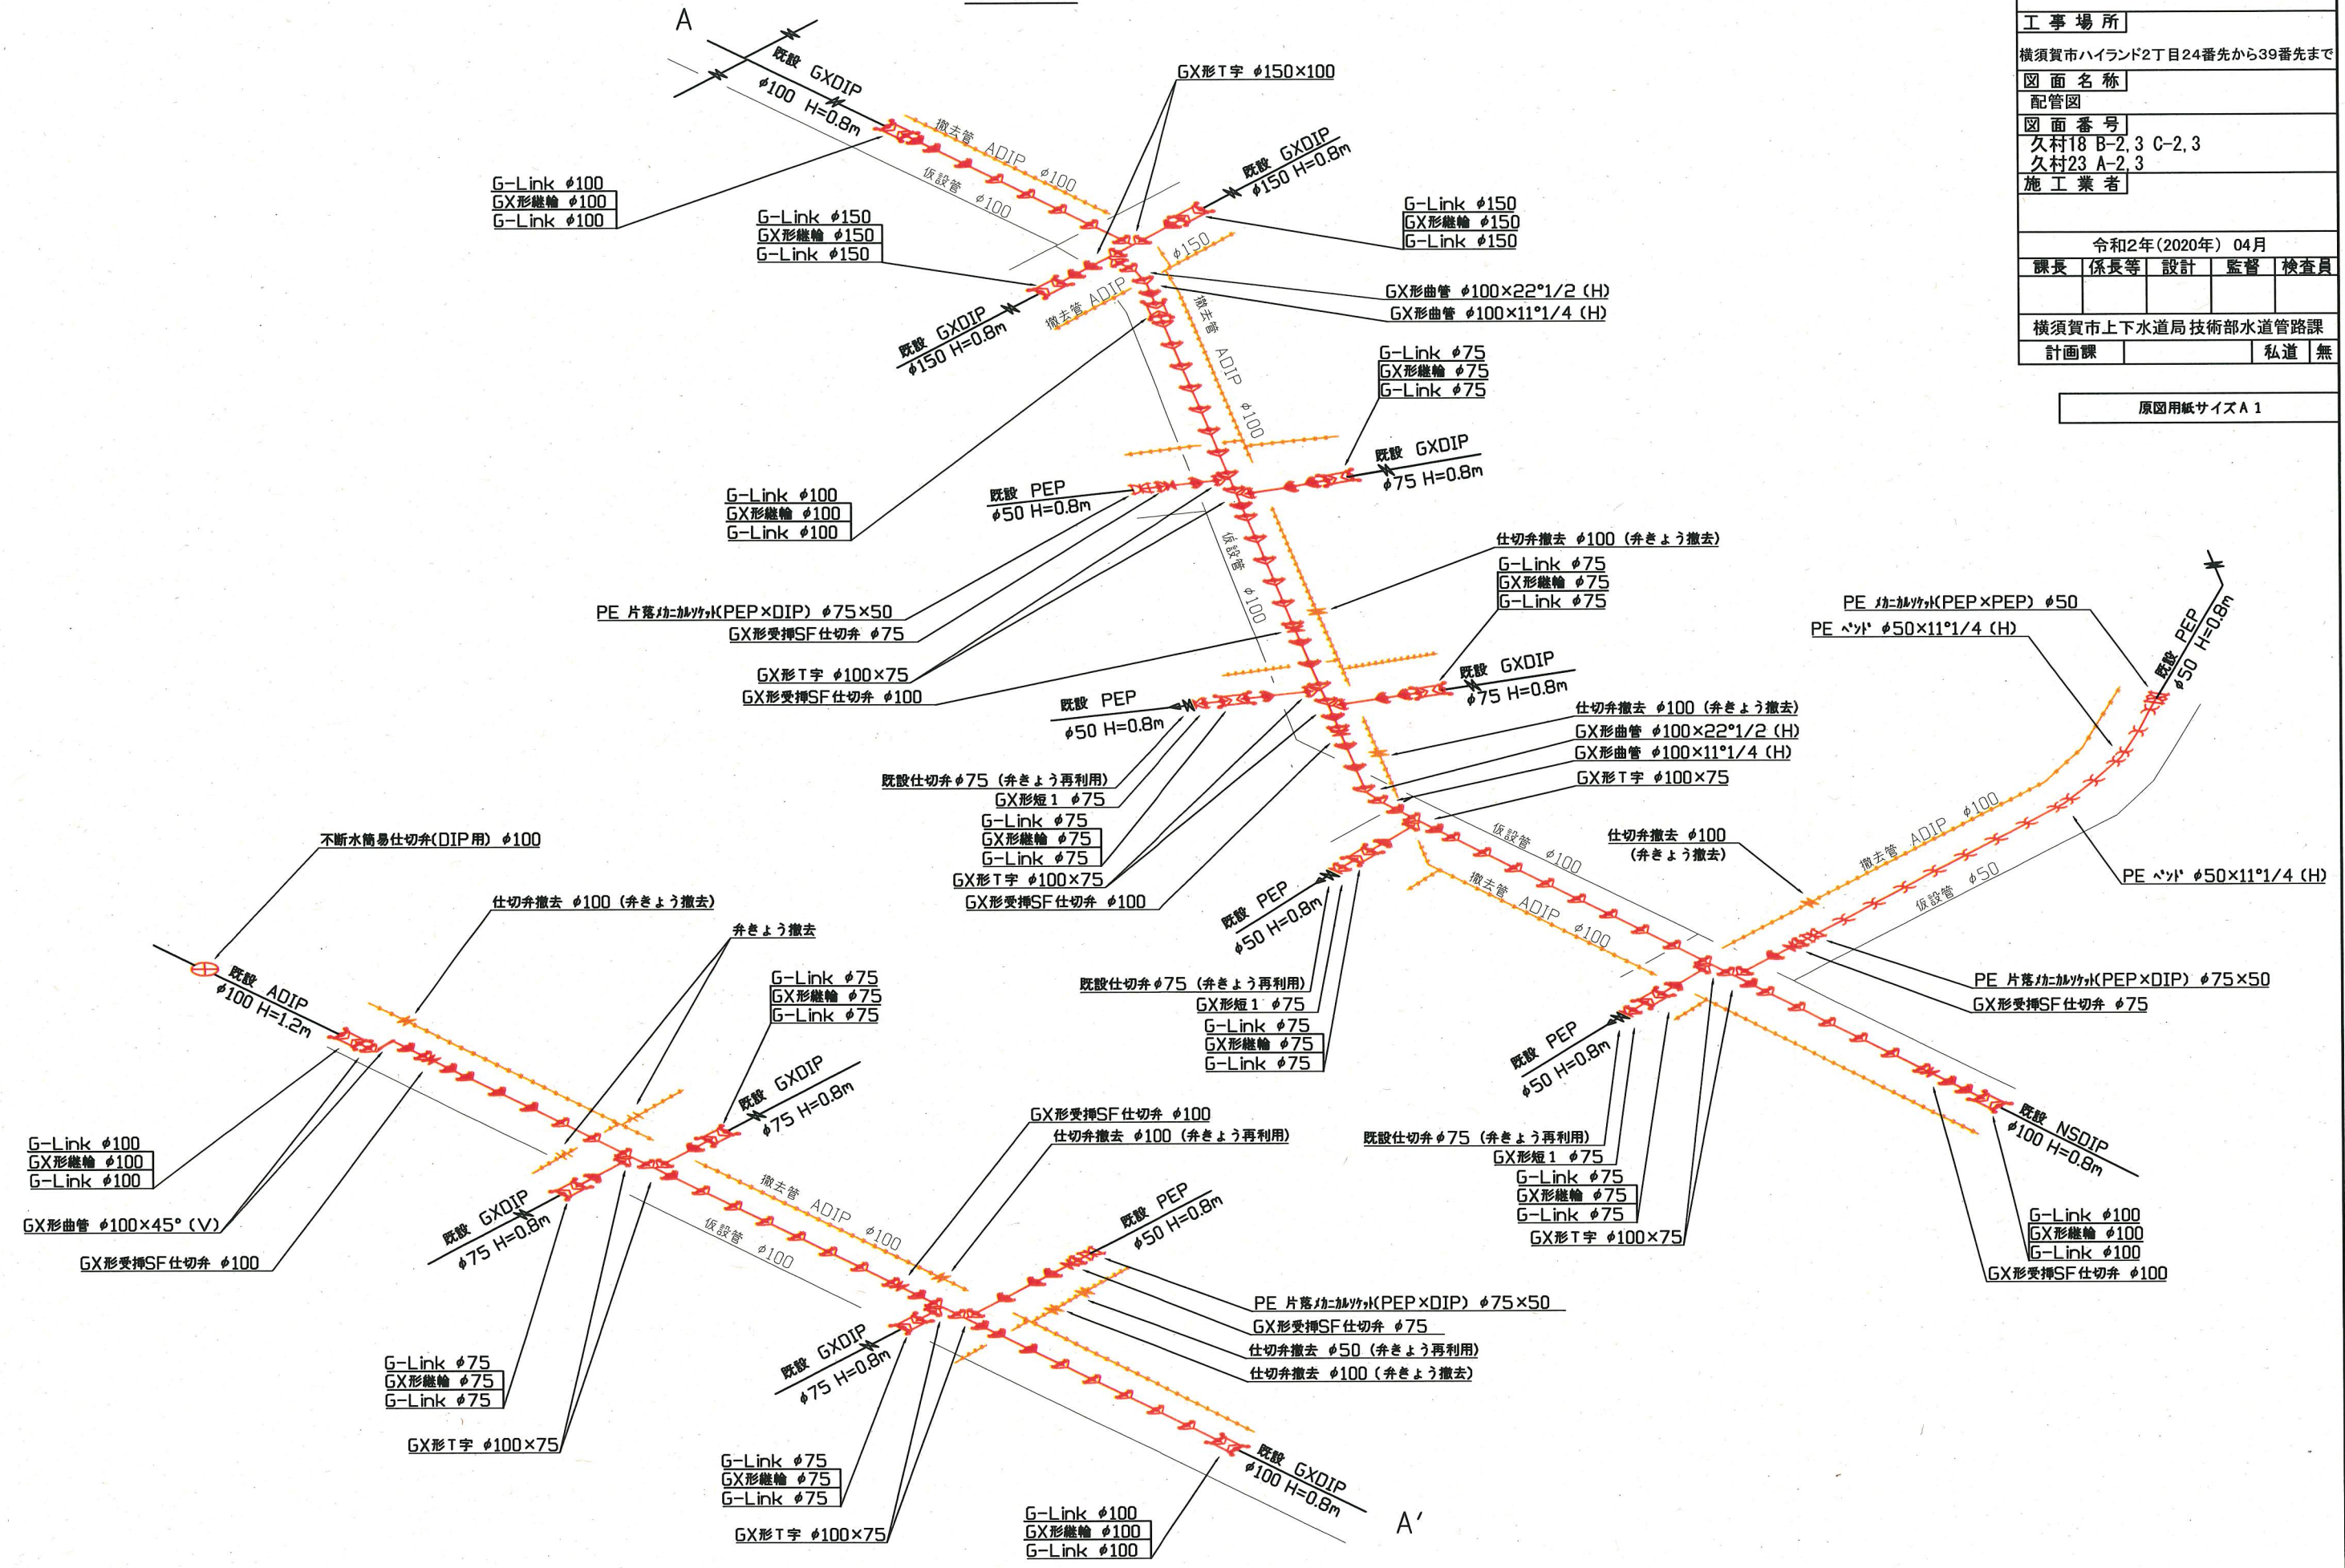 工事場所
横須賀市ハイランド2丁目24番先から39番先まで
図面名称
配管図
図面番号
久村18 B-2,3 C-2,3
久村23 A-2,3
施工業者
令和2年(2020年) 04月
課長 係長等 設計 監督 検査員
横須賀市上下水道局技術部水道管路課
計画課 私道 無
原図用紙サイズA1
A
既設 GXDIP
φ100 H=0.8m
撤去管 ADIP φ100
仮設管 φ100
GX形T字 φ150×100
既設 GXDIP
φ150 H=0.8m
G-Link φ100
GX形継輪 φ100
G-Link φ100
G-Link φ150
GX形継輪 φ150
G-Link φ150
G-Link φ150
GX形継輪 φ150
G-Link φ150
φ150
撤去管 ADIP
既設 GXDIP
φ150 H=0.8m
GX形曲管 φ100×22°1/2 (H)
GX形曲管 φ100×11°1/4 (H)
撤去管 ADIP φ100
G-Link φ75
GX形継輪 φ75
G-Link φ75
既設 GXDIP
φ75 H=0.8m
既設 PEP
φ50 H=0.8m
G-Link φ100
GX形継輪 φ100
G-Link φ100
仮設管 φ100
仕切弁撤去 φ100 (弁きょう撤去)
G-Link φ75
GX形継輪 φ75
G-Link φ75
PE 片落メカニカルソケット(PEP×DIP) φ75×50
GX形受挿SF仕切弁 φ75
GX形T字 φ100×75
GX形受挿SF仕切弁 φ100
既設 GXDIP
φ75 H=0.8m
既設 PEP
φ50 H=0.8m
仕切弁撤去 φ100 (弁きょう撤去)
GX形曲管 φ100×22°1/2 (H)
GX形曲管 φ100×11°1/4 (H)
GX形T字 φ100×75
既設仕切弁φ75 (弁きょう再利用)
GX形短1 φ75
G-Link φ75
GX形継輪 φ75
G-Link φ75
GX形T字 φ100×75
GX形受挿SF仕切弁 φ100
PE メカニカルソケット(PEP×PEP) φ50
PE ベンド φ50×11°1/4 (H)
既設 PEP
φ50 H=0.8m
仕切弁撤去 φ100
(弁きょう撤去)
撤去管 ADIP φ100
仮設管 φ50
PE ベンド φ50×11°1/4 (H)
仮設管 φ100
撤去管 ADIP φ100
既設 PEP
φ50 H=0.8m
既設仕切弁φ75 (弁きょう再利用)
GX形短1 φ75
G-Link φ75
GX形継輪 φ75
G-Link φ75
PE 片落メカニカルソケット(PEP×DIP) φ75×50
GX形受挿SF仕切弁 φ75
既設 PEP
φ50 H=0.8m
既設仕切弁φ75 (弁きょう再利用)
GX形短1 φ75
G-Link φ75
GX形継輪 φ75
G-Link φ75
GX形T字 φ100×75
既設 NSDIP
φ100 H=0.8m
G-Link φ100
GX形継輪 φ100
G-Link φ100
GX形受挿SF仕切弁 φ100
不断水簡易仕切弁(DIP用) φ100
仕切弁撤去 φ100 (弁きょう撤去)
弁きょう撤去
既設 ADIP
φ100 H=1.2m
G-Link φ75
GX形継輪 φ75
G-Link φ75
既設 GXDIP
φ75 H=0.8m
G-Link φ100
GX形継輪 φ100
G-Link φ100
GX形曲管 φ100×45° (V)
GX形受挿SF仕切弁 φ100
既設 GXDIP
φ75 H=0.8m
撤去管 ADIP φ100
仮設管 φ100
GX形受挿SF仕切弁 φ100
仕切弁撤去 φ100 (弁きょう再利用)
既設 PEP
φ50 H=0.8m
PE 片落メカニカルソケット(PEP×DIP) φ75×50
GX形受挿SF仕切弁 φ75
仕切弁撤去 φ50 (弁きょう再利用)
仕切弁撤去 φ100 (弁きょう撤去)
G-Link φ75
GX形継輪 φ75
G-Link φ75
GX形T字 φ100×75
既設 GXDIP
φ75 H=0.8m
G-Link φ75
GX形継輪 φ75
G-Link φ75
GX形T字 φ100×75
既設 GXDIP
φ100 H=0.8m
G-Link φ100
GX形継輪 φ100
G-Link φ100
A'